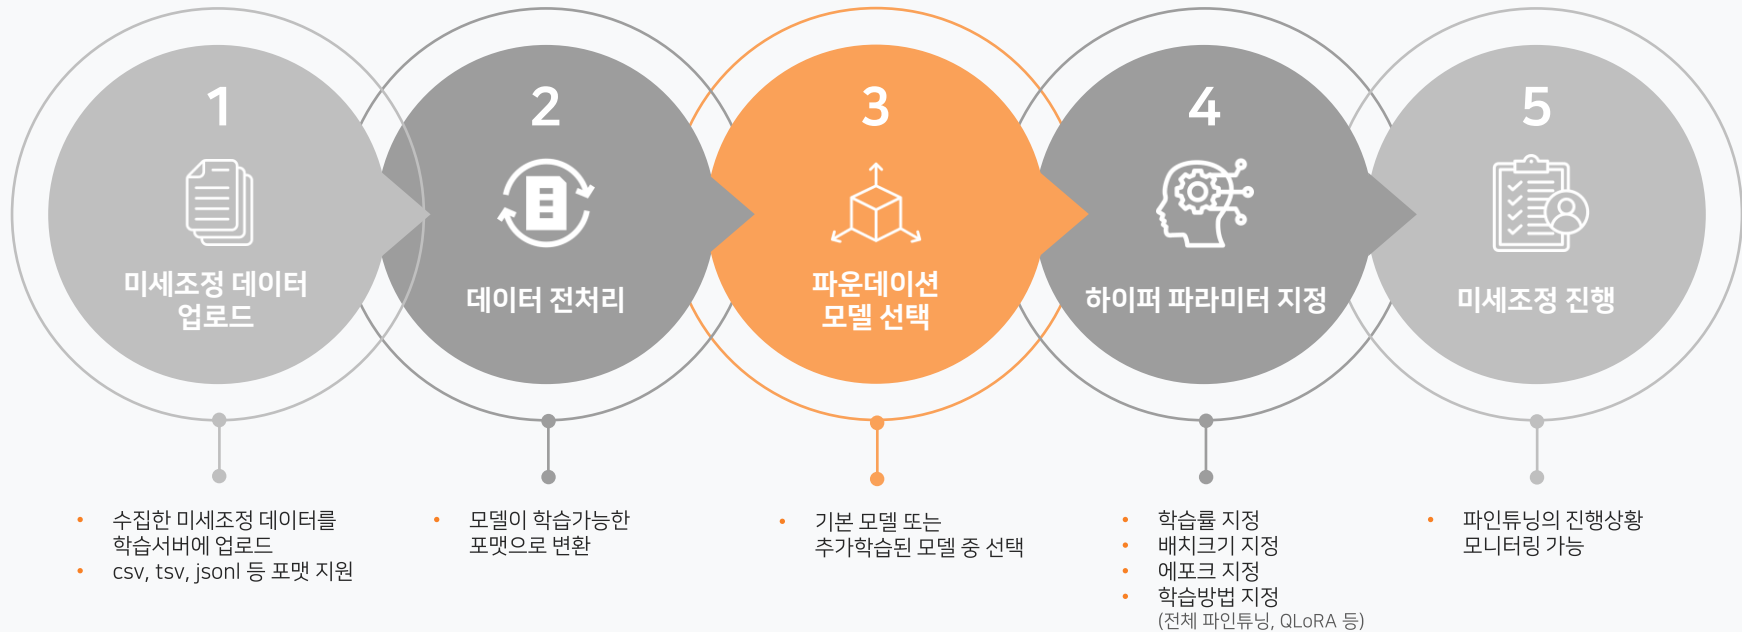 1
미세조정 데이터
업로드
• 수집한 미세조정 데이터를
학습서버에 업로드
• csv, tsv, jsonl 등 포맷 지원
2
데이터 전처리
• 모델이 학습가능한
포맷으로 변환
3
파운데이션
모델 선택
• 기본 모델 또는
추가학습된 모델 중 선택
4
하이퍼 파라미터 지정
• 학습률 지정
• 배치크기 지정
• 에포크 지정
• 학습방법 지정
(전체 파인튜닝, QLoRA 등)
5
미세조정 진행
• 파인튜닝의 진행상황
모니터링 가능